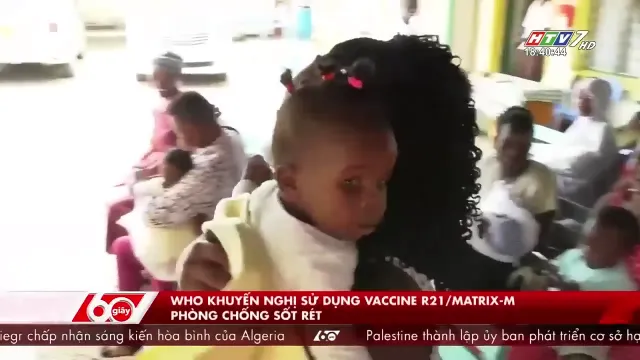 HTV7 HD
18:40:44
WHO KHUYẾN NGHỊ SỬ DỤNG VACCINE R21/MATRIX-M
PHÒNG CHỐNG SỐT RÉT
60 giây
iegr chấp nhận sáng kiến hòa bình của Algeria
Palestine thành lập ủy ban phát triển cơ sở hạ